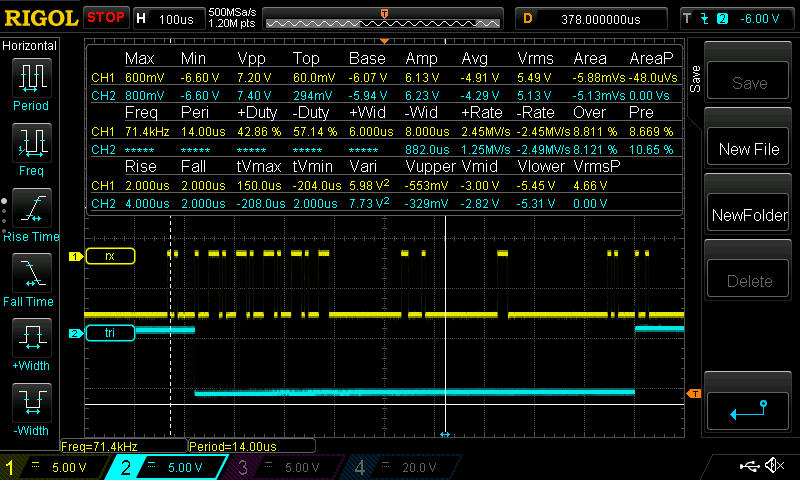 RIGOL STOP H 100us 500MSa/s D 378.000000us T 2 -6.00 V
1.20M pts
T
Horizontal
Period
Freq
Rise Time
Fall Time
+Width
-Width
Max Min Vpp Top Base Amp Avg Vrms Area AreaP
CH1 600mV -6.60 V 7.20 V 60.0mV -6.07 V 6.13 V -4.91 V 5.49 V -5.88mVs -48.0uVs
CH2 800mV -6.60 V 7.40 V 294mV -5.94 V 6.23 V -4.29 V 5.13 V -5.13mVs 0.00 Vs
Freq Peri +Duty -Duty +Wid -Wid +Rate -Rate Over Pre
CH1 71.4kHz 14.00us 42.86 % 57.14 % 6.000us 8.000us 2.45MV/s -2.45MV/s 8.811 % 8.669 %
CH2 ***** ***** ***** ***** ***** 882.0us 1.25MV/s -2.49MV/s 8.121 % 10.65 %
Rise Fall tVmax tVmin Vari Vupper Vmid Vlower VrmsP
CH1 2.000us 2.000us 150.0us -204.0us 5.98 V² -553mV -3.00 V -5.45 V 4.66 V
CH2 4.000us 2.000us -208.0us 2.000us 7.73 V² -329mV -2.82 V -5.31 V 0.00 V
1 rx
2 tri
T
Freq=71.4kHz Period=14.00us
1 5.00 V 2 5.00 V 3 5.00 V 4 20.0 V
Save
Save
New File
NewFolder
Delete